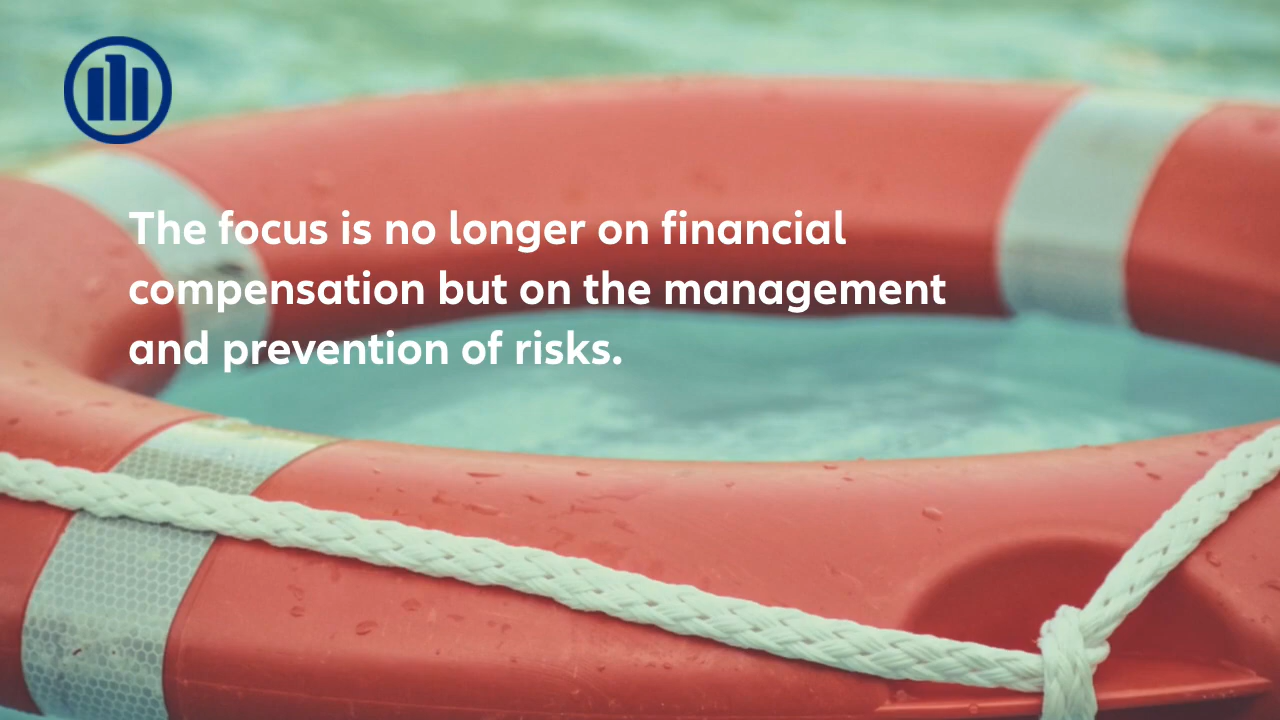 The focus is no longer on financial
compensation but on the management
and prevention of risks.